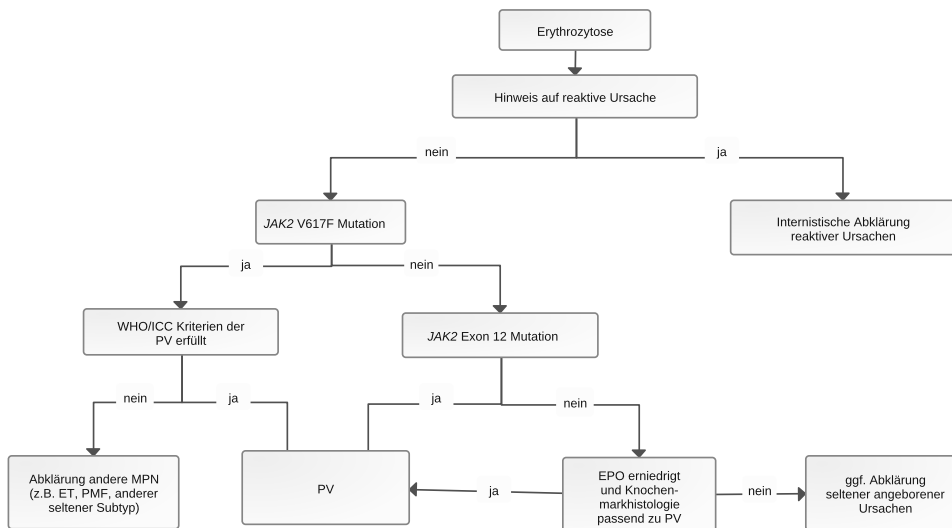 Erythrozytose
Hinweis auf reaktive Ursache
nein
ja
JAK2 V617F Mutation
Internistische Abklärung
reaktiver Ursachen
ja
nein
WHO/ICC Kriterien der
PV erfüllt
JAK2 Exon 12 Mutation
nein
ja
ja
nein
Abklärung andere MPN
(z.B. ET, PMF, anderer
seltener Subtyp)
PV
ja
EPO erniedrigt
und Knochen-
markhistologie
passend zu PV
nein
ggf. Abklärung
seltener angeborener
Ursachen